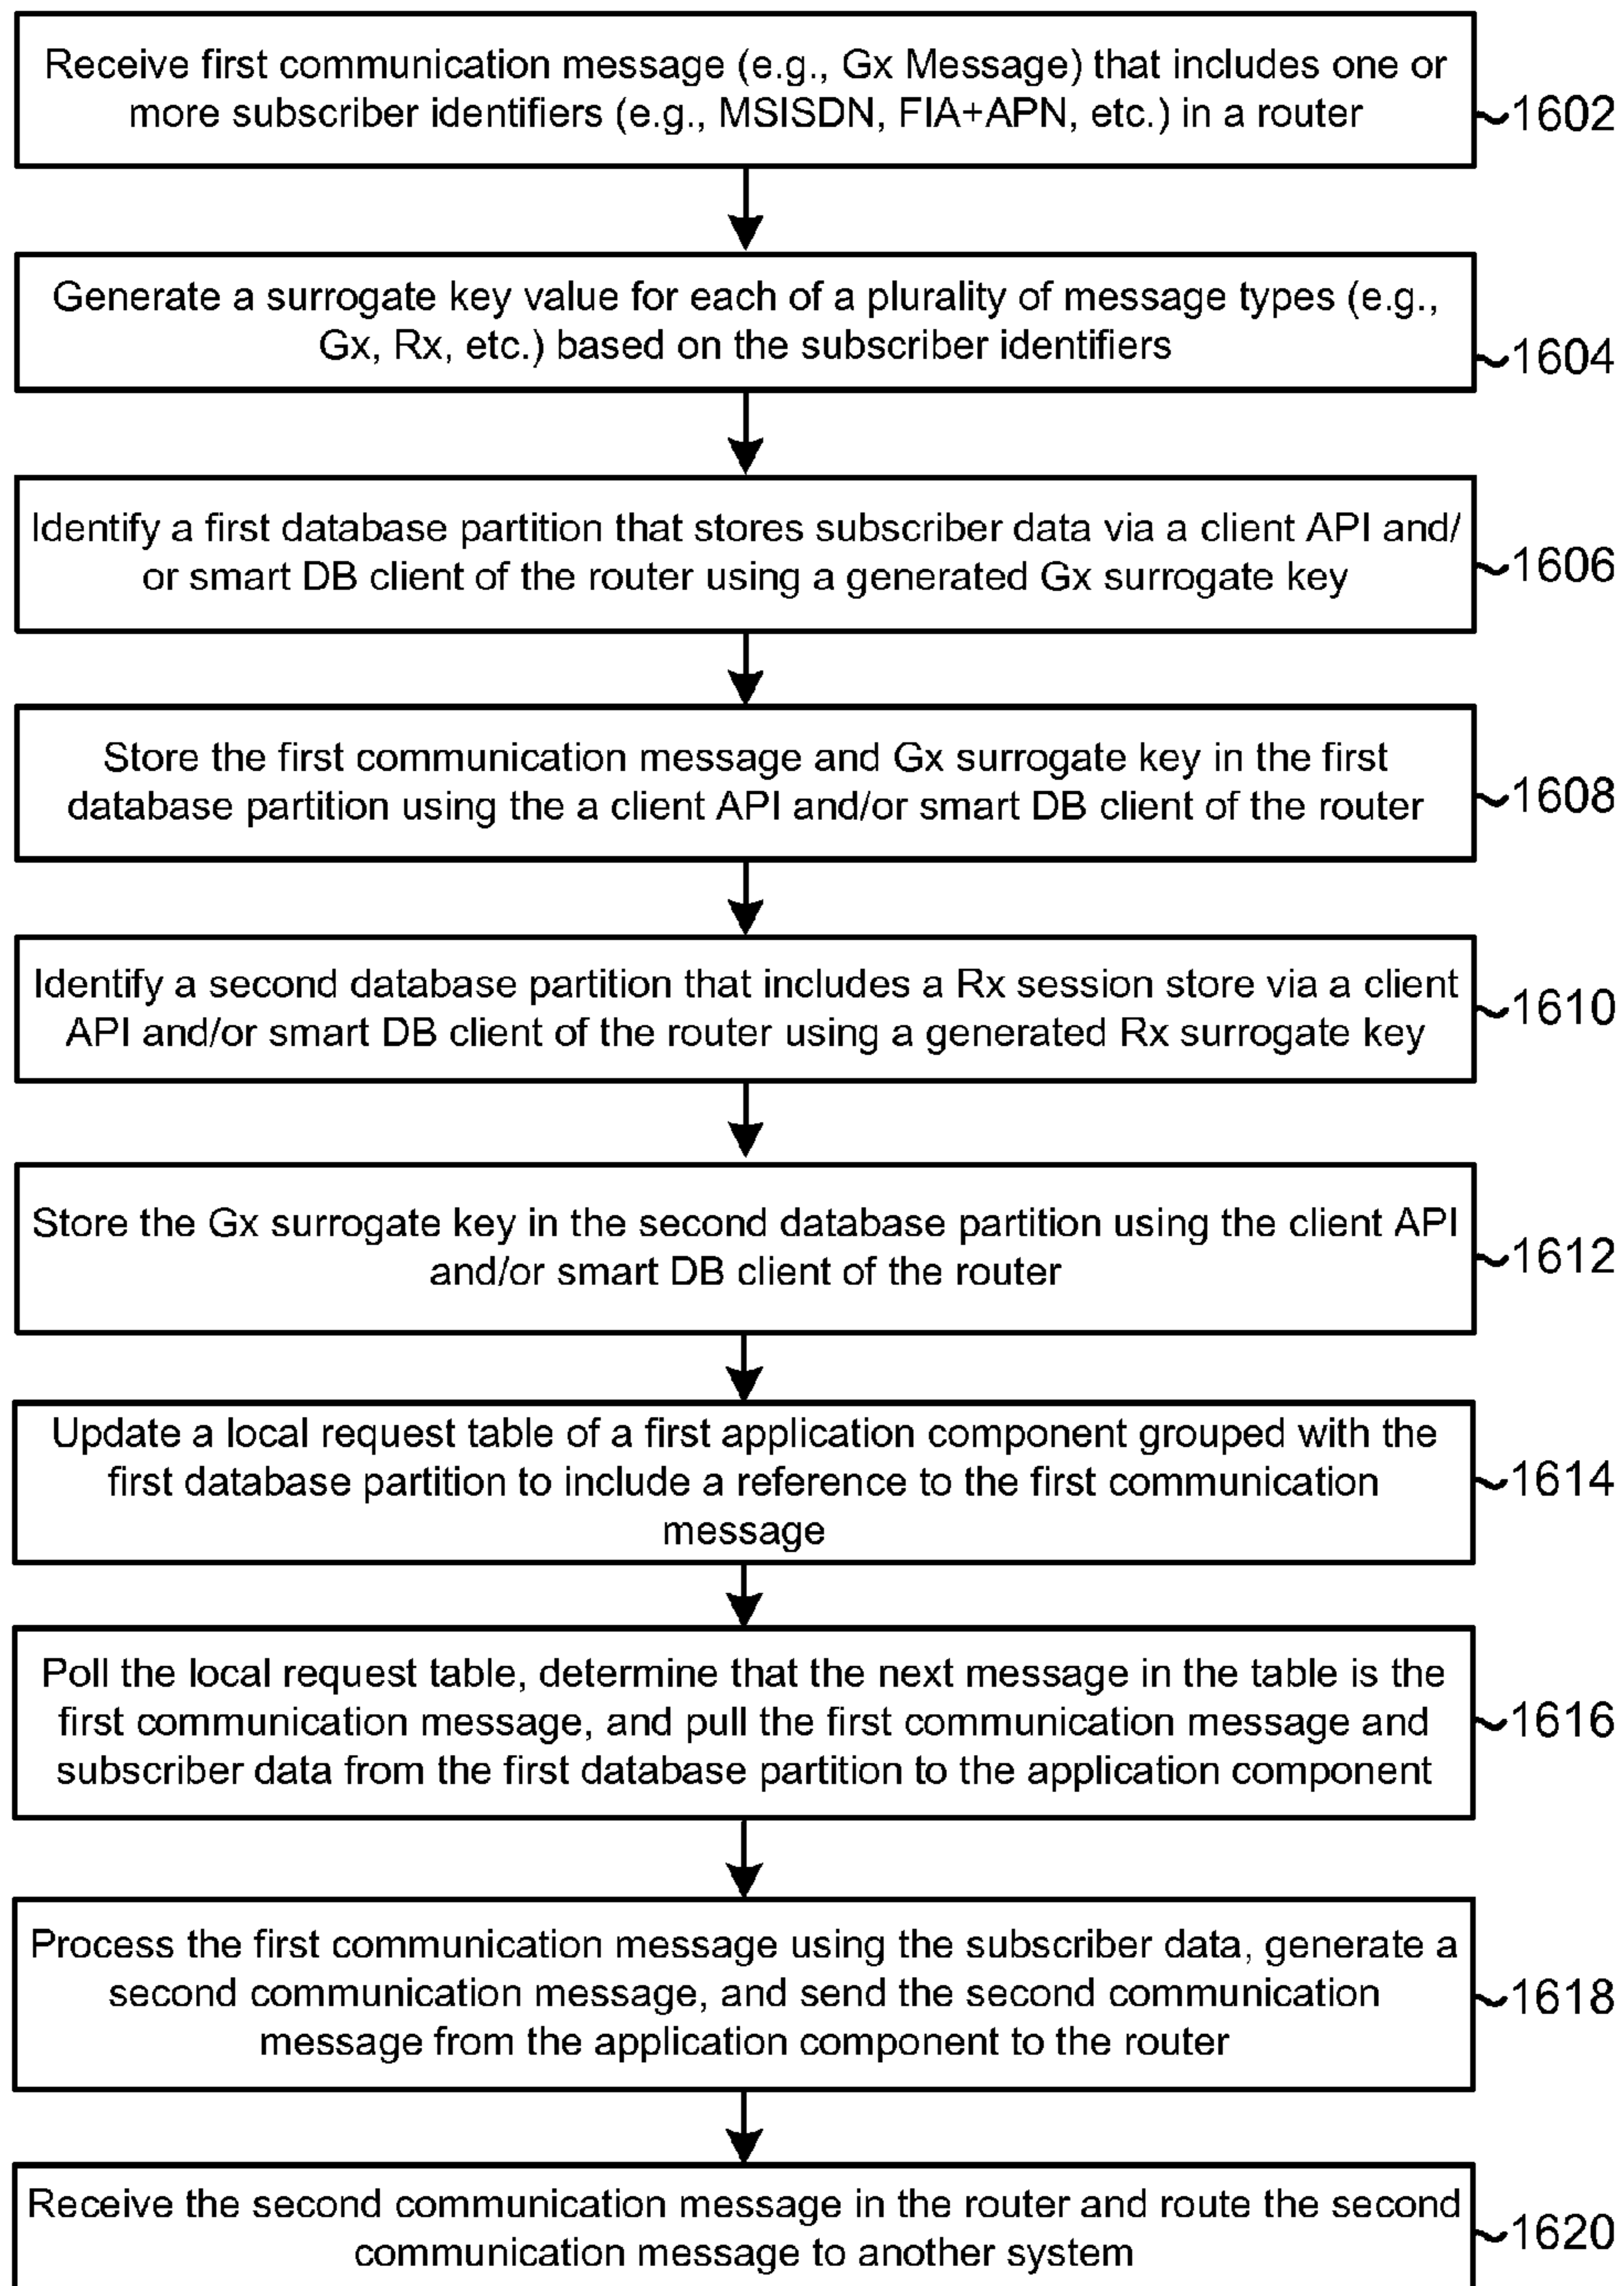 Receive first communication message (e.g., Gx Message) that includes one or
more subscriber identifiers (e.g., MSISDN, FIA+APN, etc.) in a router
1602
Generate a surrogate key value for each of a plurality of message types (e.g.,
Gx, Rx, etc.) based on the subscriber identifiers
1604
Identify a first database partition that stores subscriber data via a client API and/
or smart DB client of the router using a generated Gx surrogate key
1606
Store the first communication message and Gx surrogate key in the first
database partition using the a client API and/or smart DB client of the router
1608
Identify a second database partition that includes a Rx session store via a client
API and/or smart DB client of the router using a generated Rx surrogate key
1610
Store the Gx surrogate key in the second database partition using the client API
and/or smart DB client of the router
1612
Update a local request table of a first application component grouped with the
first database partition to include a reference to the first communication
message
1614
Poll the local request table, determine that the next message in the table is the
first communication message, and pull the first communication message and
subscriber data from the first database partition to the application component
1616
Process the first communication message using the subscriber data, generate a
second communication message, and send the second communication
message from the application component to the router
1618
Receive the second communication message in the router and route the second
communication message to another system
1620